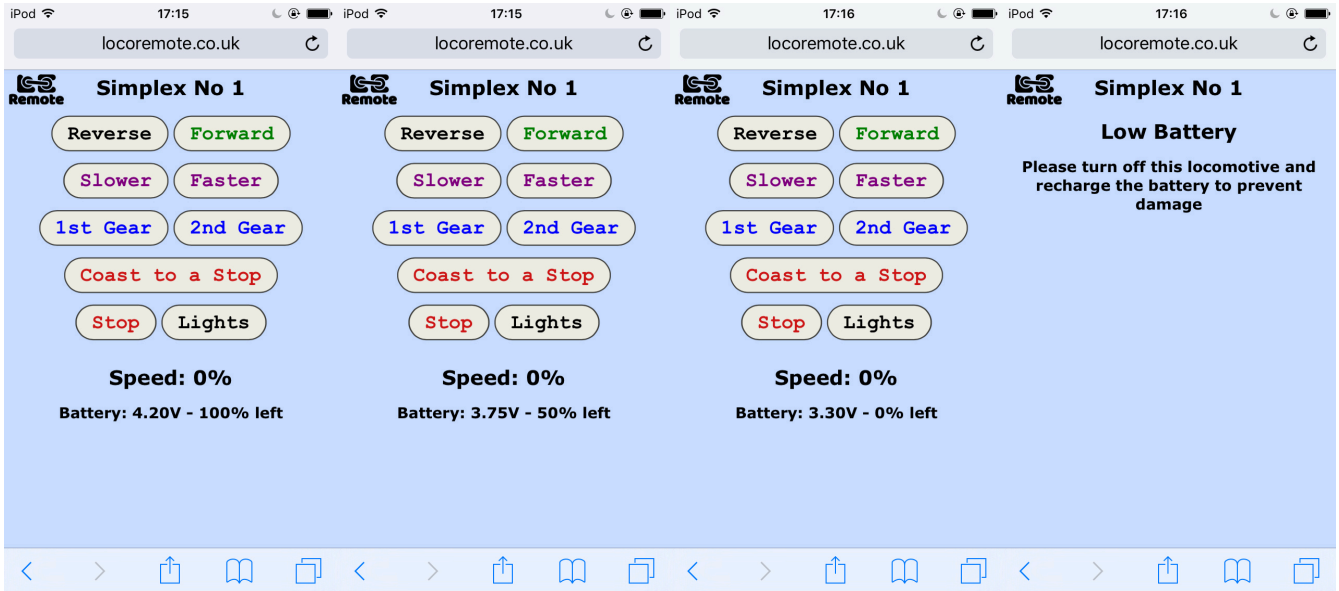 iPod 17:15
locoremote.co.uk
Remote
Simplex No 1
Reverse Forward
Slower Faster
1st Gear 2nd Gear
Coast to a Stop
Stop Lights
Speed: 0%
Battery: 4.20V - 100% left
iPod 17:15
locoremote.co.uk
Remote
Simplex No 1
Reverse Forward
Slower Faster
1st Gear 2nd Gear
Coast to a Stop
Stop Lights
Speed: 0%
Battery: 3.75V - 50% left
iPod 17:16
locoremote.co.uk
Remote
Simplex No 1
Reverse Forward
Slower Faster
1st Gear 2nd Gear
Coast to a Stop
Stop Lights
Speed: 0%
Battery: 3.30V - 0% left
iPod 17:16
locoremote.co.uk
Remote
Simplex No 1
Low Battery
Please turn off this locomotive and
recharge the battery to prevent
damage